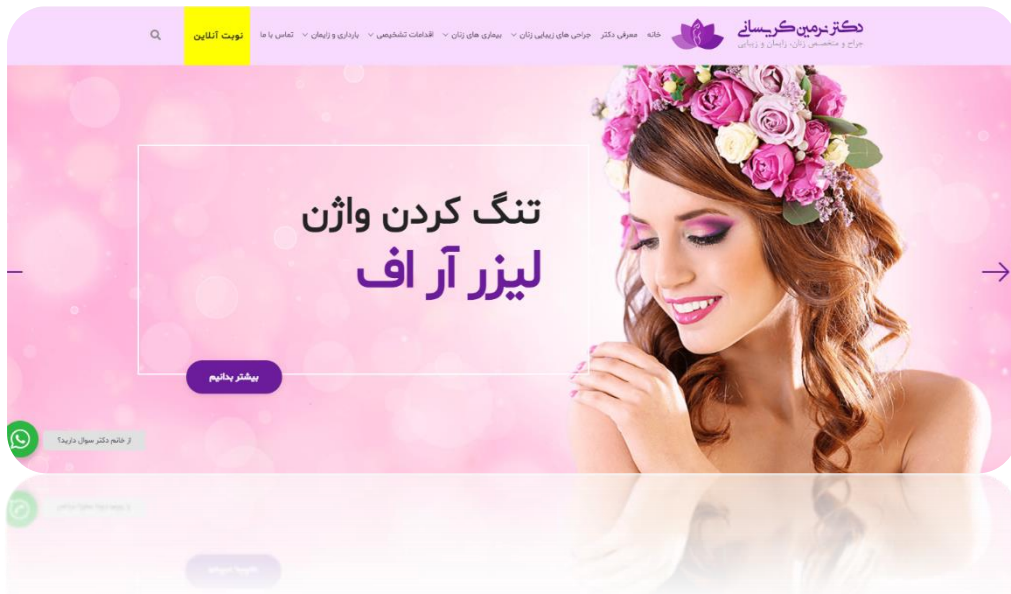 دکتر نرمین کریسانی
جراح و متخصص زنان، زایمان و زیبایی
خانه معرفی دکتر جراحی های زیبایی زنان بیماری های زنان اقدامات تشخیصی بارداری و زایمان تماس با ما نوبت آنلاین
تنگ کردن واژن
لیزر آر اف
بیشتر بدانیم
از خانم دکتر سوال دارید؟